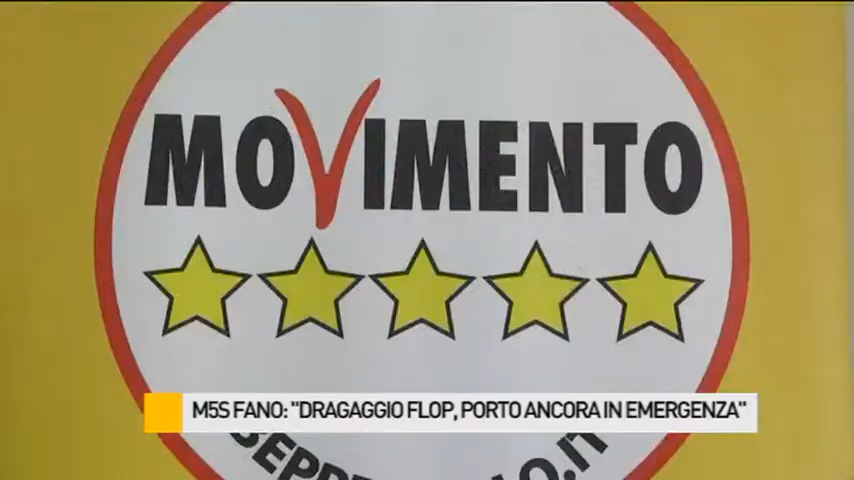 MOVIMENTO
M5S FANO: "DRAGAGGIO FLOP, PORTO ANCORA IN EMERGENZA"